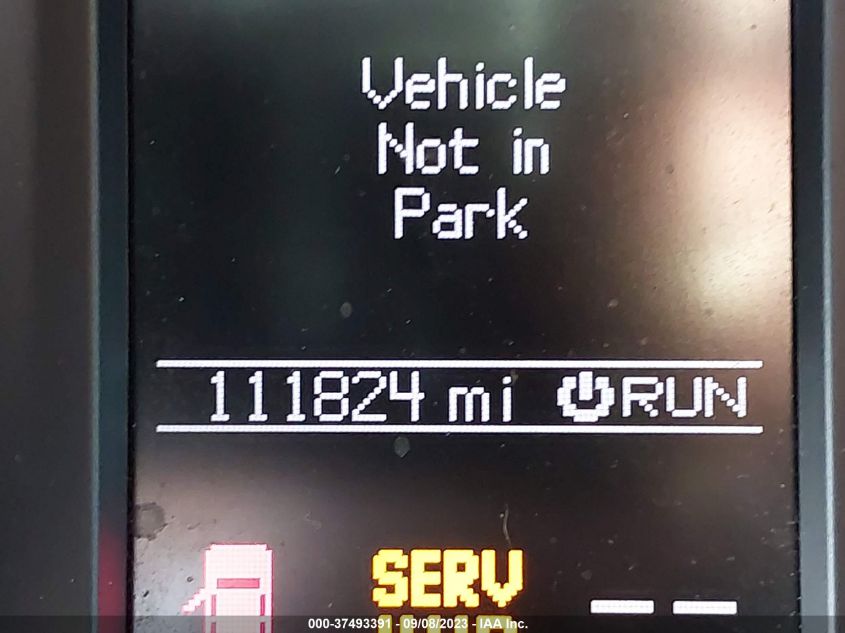 Vehicle
Not in
Park
111824 mi RUN
SERV
-- 
000-37493391 - 09/08/2023 - IAA Inc.